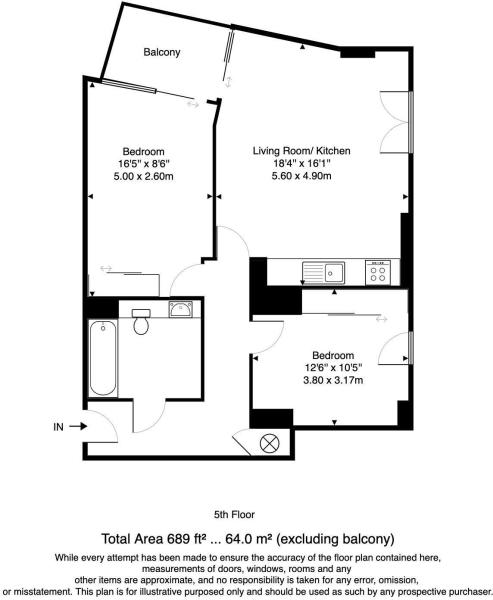 Balcony
Bedroom
16'5" x 8'6"
5.00 x 2.60m
Living Room/ Kitchen
18'4" x 16'1"
5.60 x 4.90m
Bedroom
12'6" x 10'5"
3.80 x 3.17m
IN
5th Floor
Total Area 689 ft² ... 64.0 m² (excluding balcony)
While every attempt has been made to ensure the accuracy of the floor plan contained here,
measurements of doors, windows, rooms and any
other items are approximate, and no responsibility is taken for any error, omission,
or misstatement. This plan is for illustrative purposed only and should be used as such by any prospective purchaser.